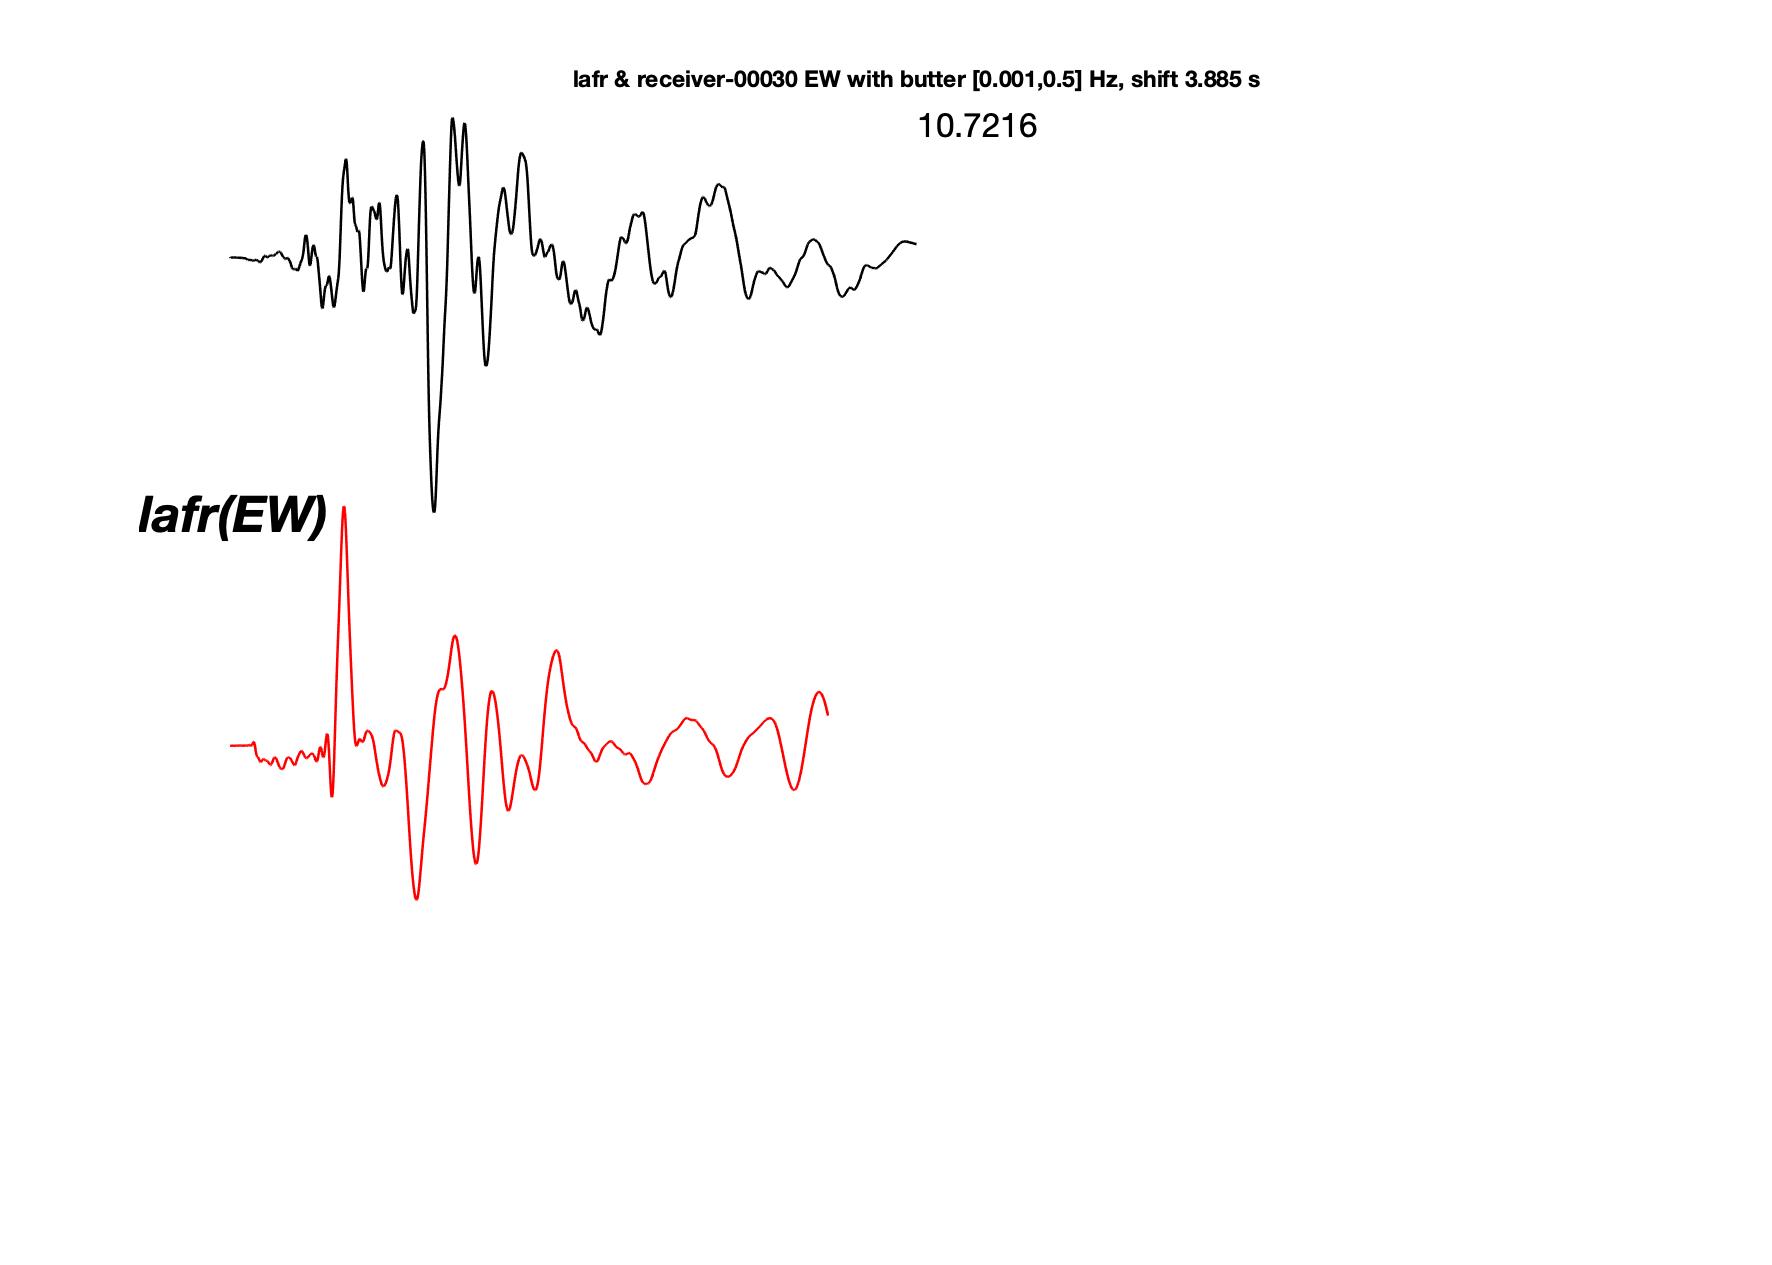 lafr & receiver-00030 EW with butter [0.001,0.5] Hz, shift 3.885 s
10.7216
lafr(EW)